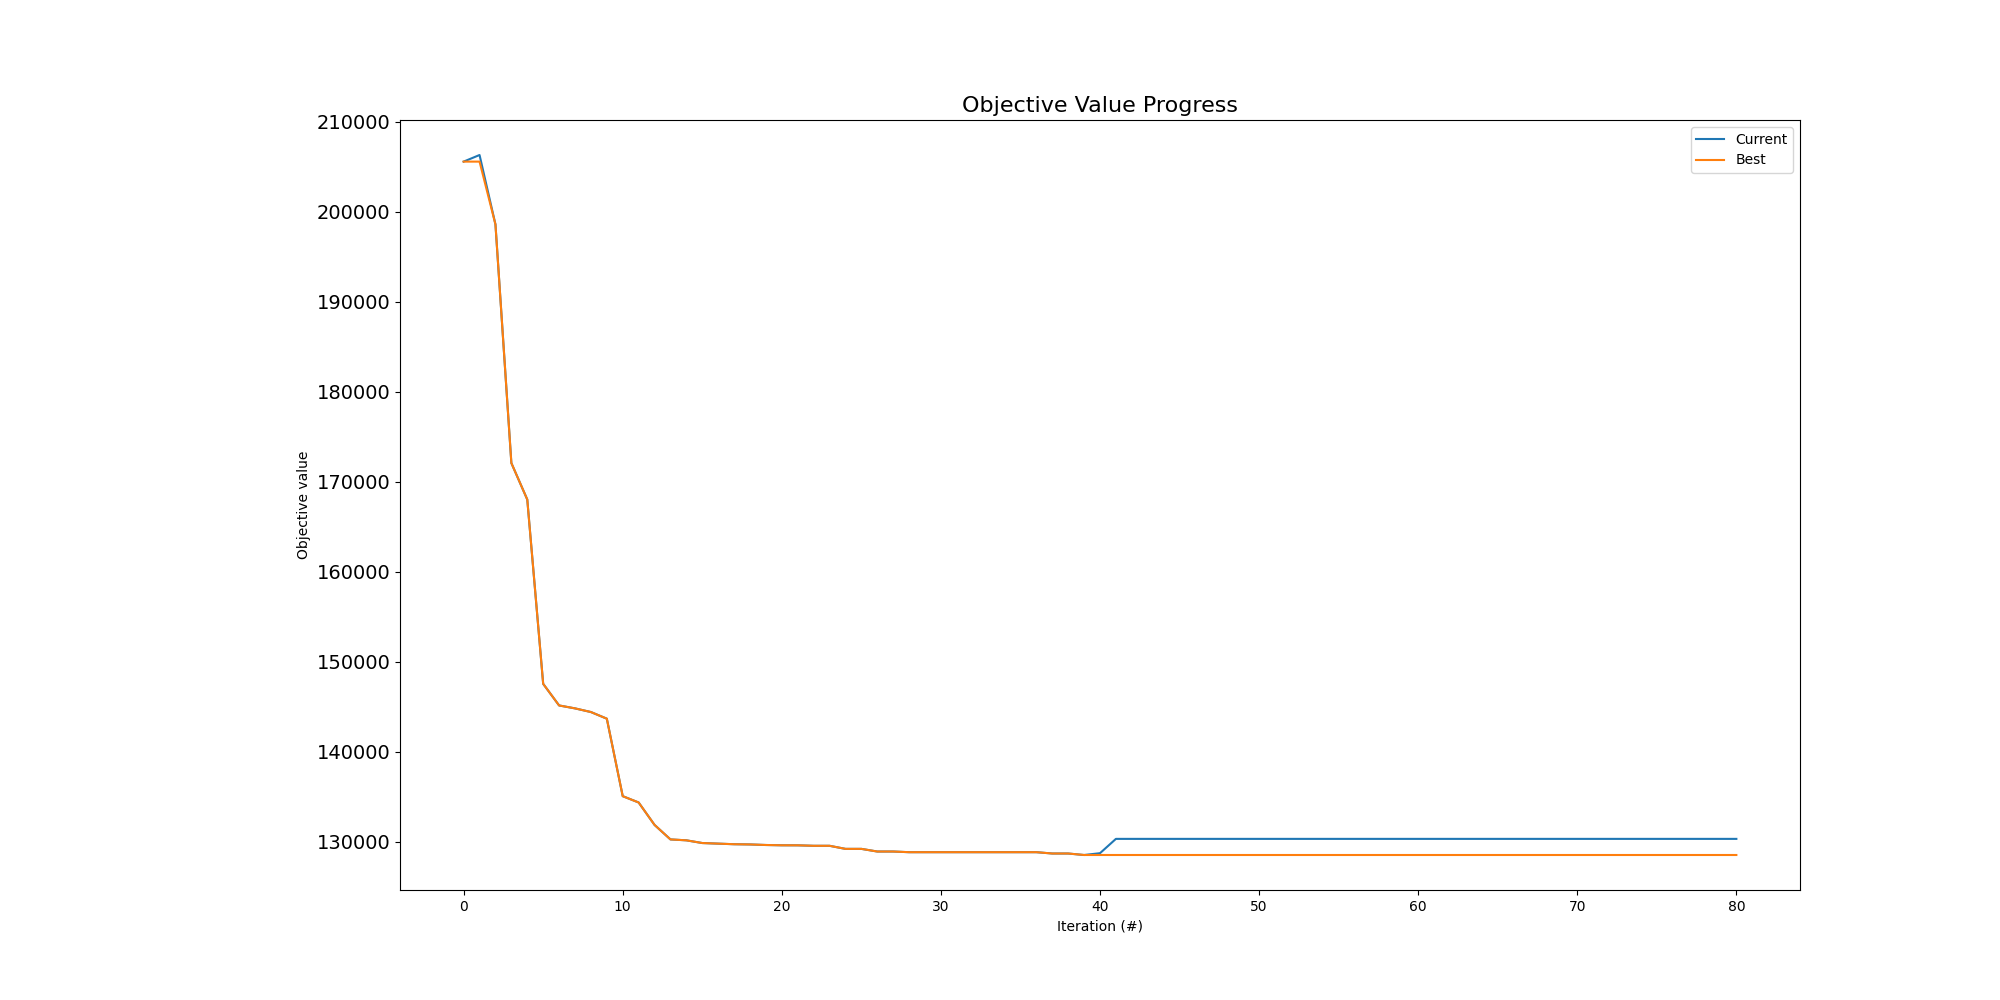 Objective Value Progress
210000
200000
190000
180000
170000
160000
150000
140000
130000
Objective value
Current
Best
0 10 20 30 40 50 60 70 80
Iteration (#)